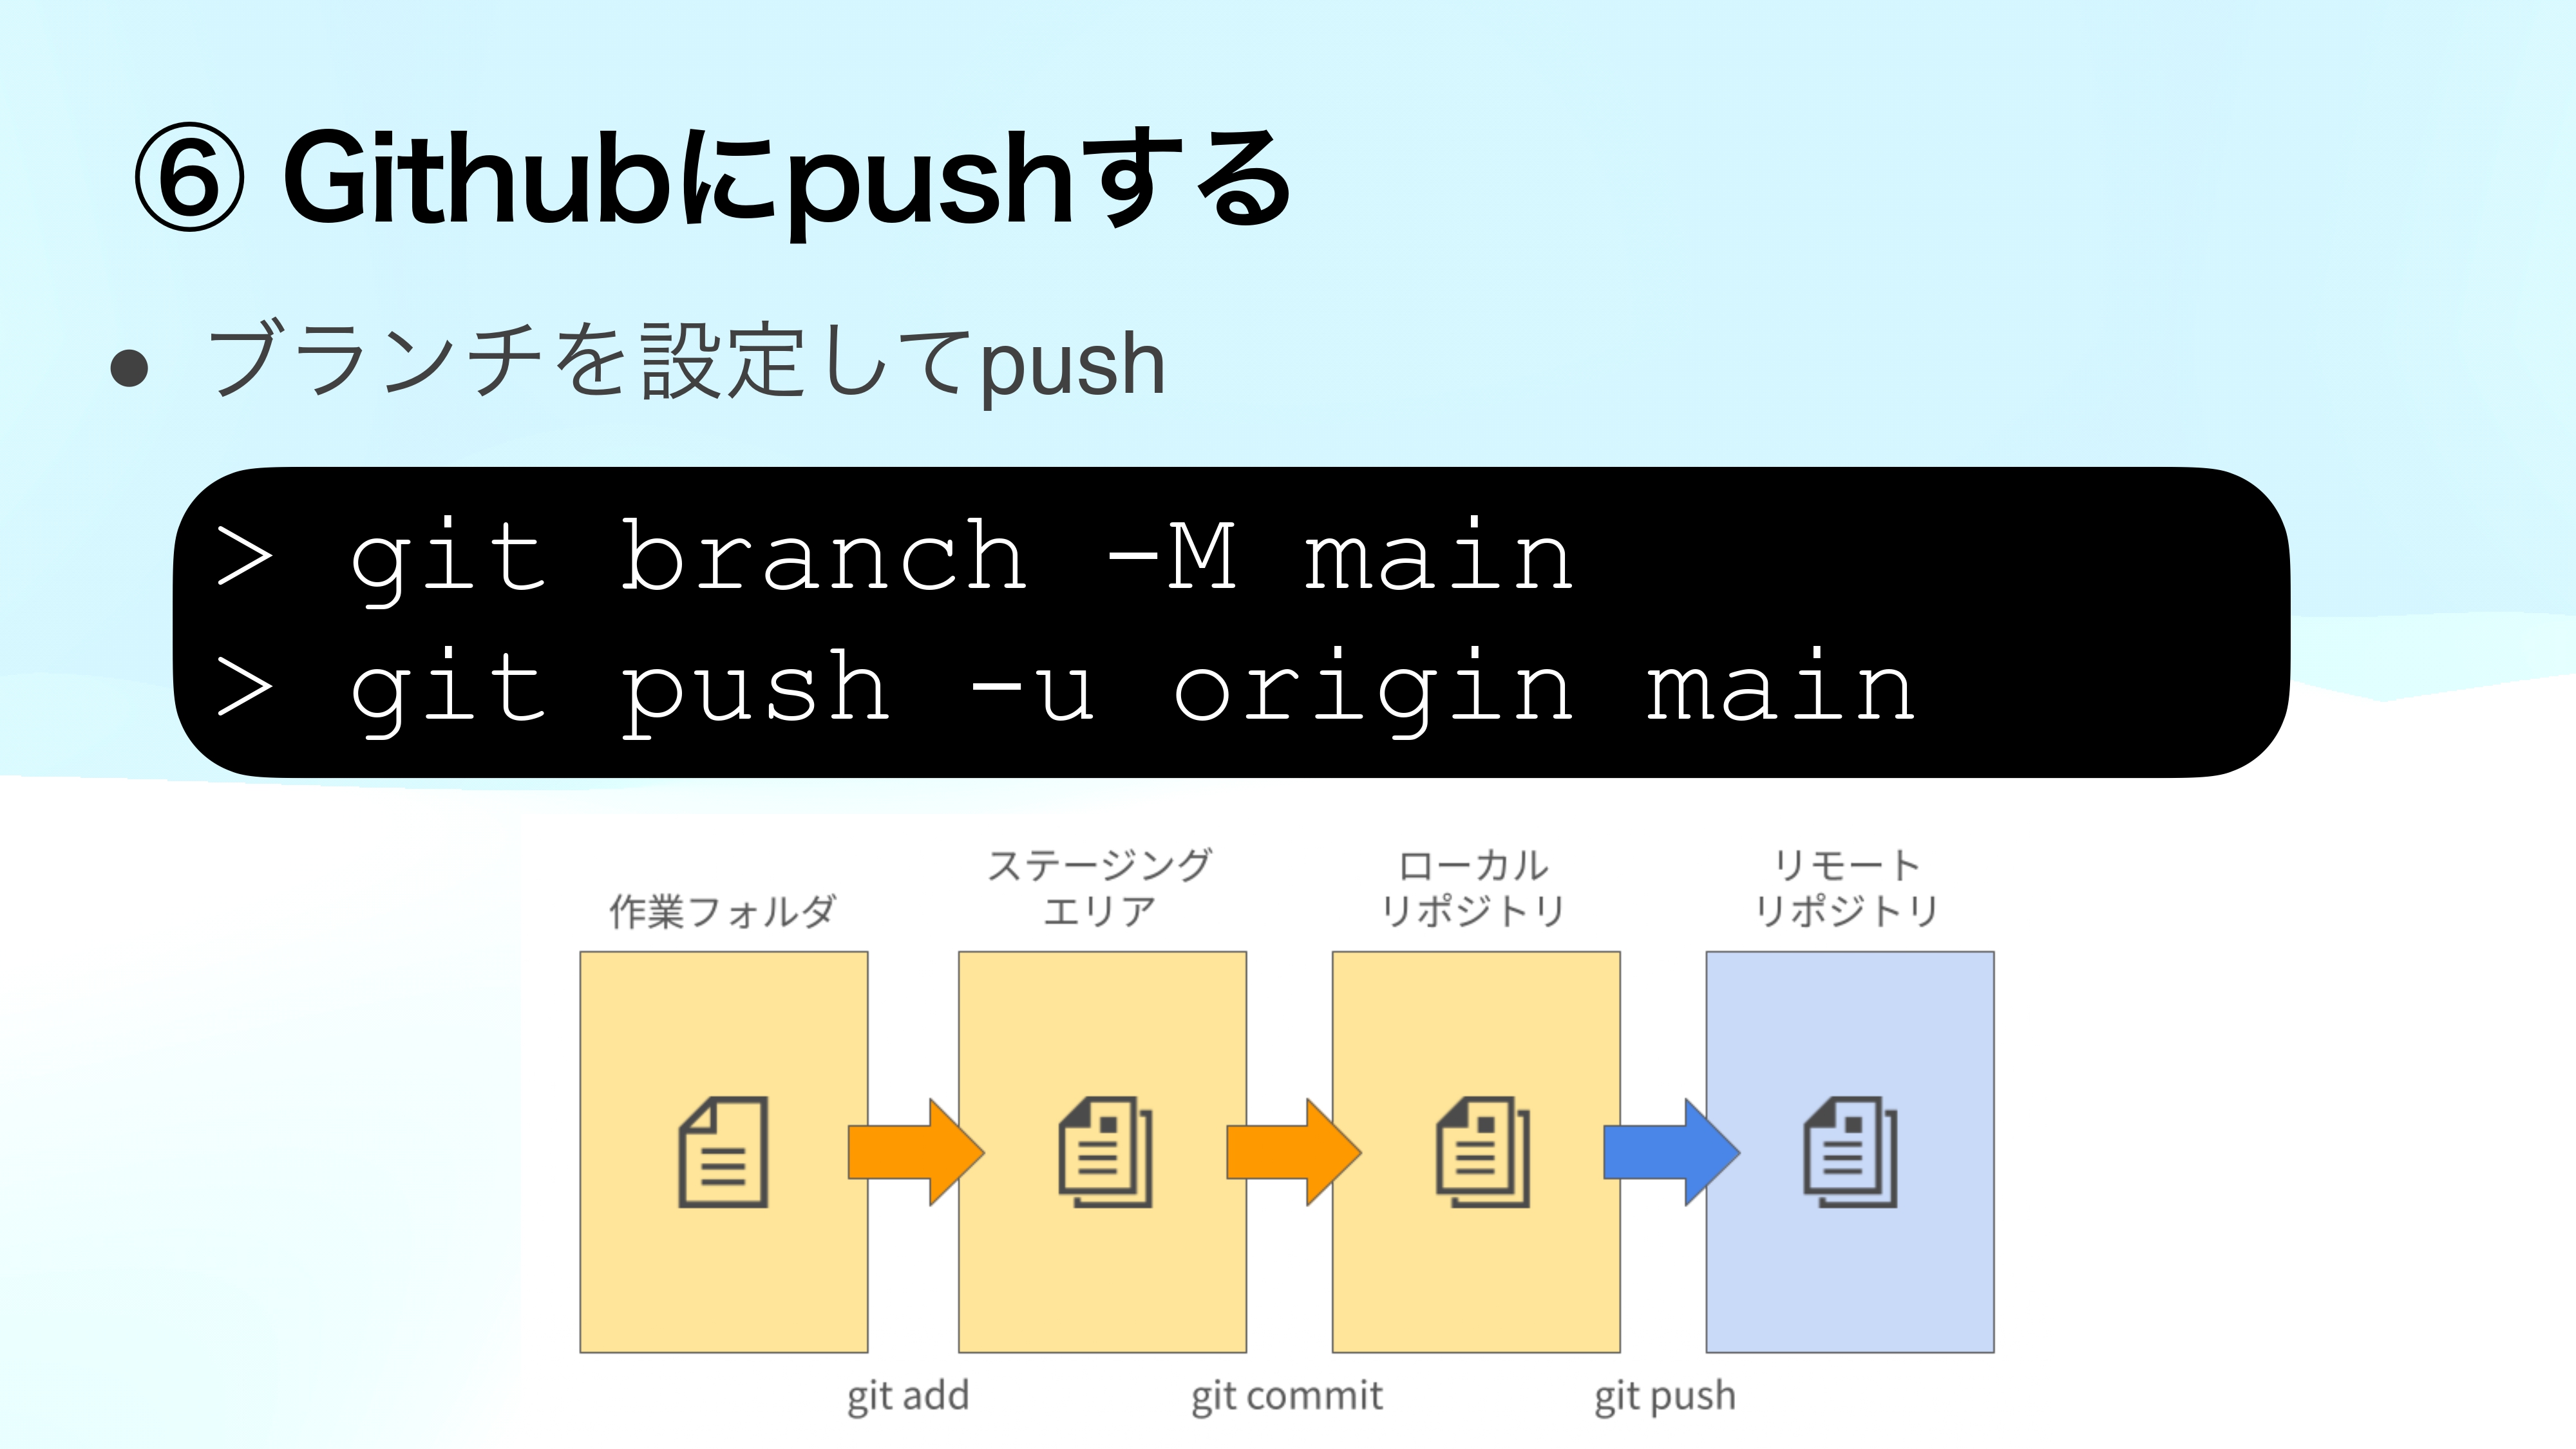 ⑥ Githubにpushする
● ブランチを設定してpush
> git branch -M main
> git push -u origin main
作業フォルダ
ステージング
エリア
ローカル
リポジトリ
リモート
リポジトリ
git add
git commit
git push